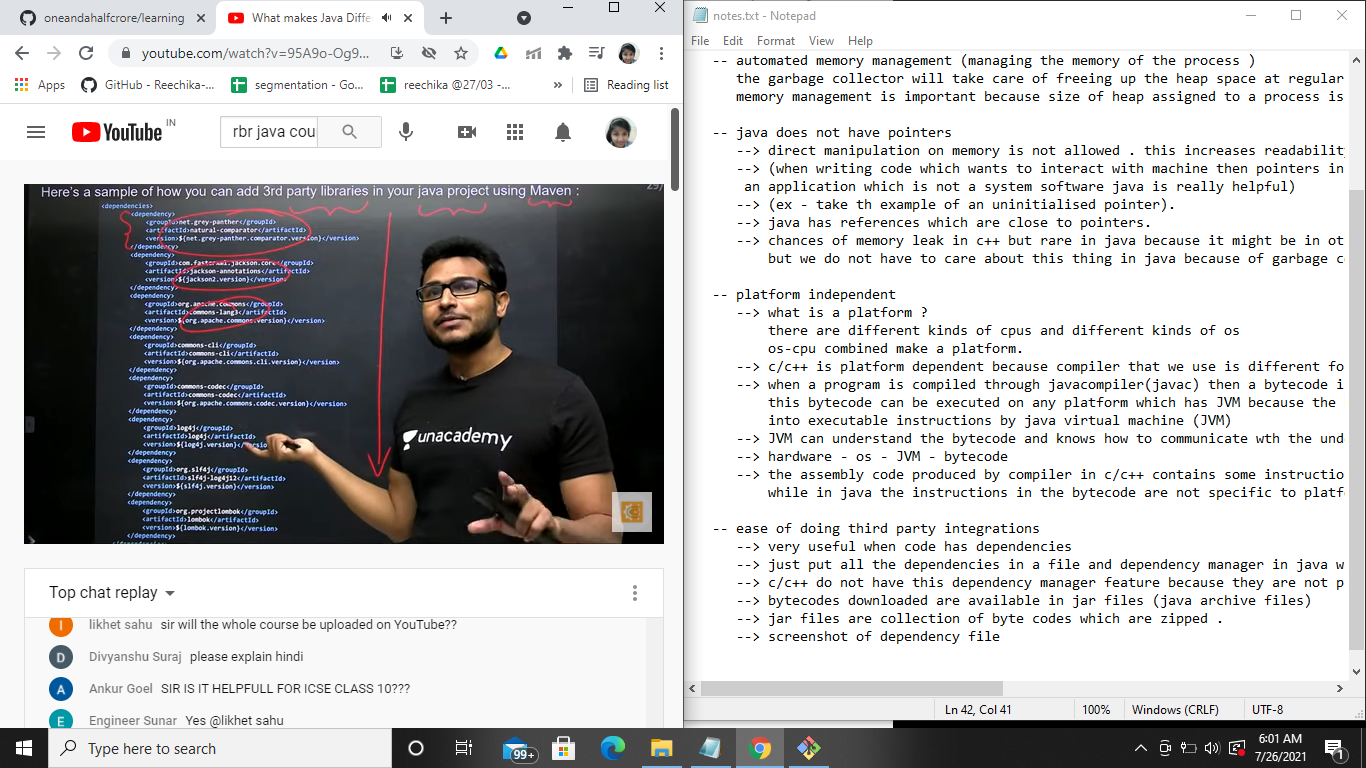 oneandahalfcrore/learning
What makes Java Diffe
youtube.com/watch?v=95A9o-Og9...
Apps
GitHub - Reechika-...
segmentation - Go...
reechika @27/03 -...
»
Reading list
YouTube IN
rbr java cou
Here's a sample of how you can add 3rd party libraries in your java project using Maven :
<dependencies>
<dependency>
<groupId>net.grey-panther</groupId>
<artifactId>natural-comparator</artifactId>
<version>${net.grey-panther.comparator.version}</version>
</dependency>
<dependency>
<groupId>com.fasterxml.jackson.core</groupId>
<artifactId>jackson-annotations</artifactId>
<version>${jackson2.version}</version>
</dependency>
<dependency>
<groupId>org.apache.commons</groupId>
<artifactId>commons-lang3</artifactId>
<version>${org.apache.commons.version}</version>
</dependency>
<dependency>
<groupId>commons-cli</groupId>
<artifactId>commons-cli</artifactId>
<version>${org.apache.commons.cli.version}</version>
</dependency>
<dependency>
<groupId>commons-codec</groupId>
<artifactId>commons-codec</artifactId>
<version>${org.apache.commons.codec.version}</version>
</dependency>
<dependency>
<groupId>log4j</groupId>
<artifactId>log4j</artifactId>
<version>${log4j.version}</version>
</dependency>
<dependency>
<groupId>org.slf4j</groupId>
<artifactId>slf4j-log4j12</artifactId>
<version>${slf4j.version}</version>
</dependency>
<dependency>
<groupId>org.projectlombok</groupId>
<artifactId>lombok</artifactId>
<version>${lombok.version}</version>
</dependency>
unacademy
Top chat replay
likhet sahu sir will the whole course be uploaded on YouTube??
D Divyanshu Suraj please explain hindi
A Ankur Goel SIR IS IT HELPFULL FOR ICSE CLASS 10???
E Engineer Sunar Yes @likhet sahu
notes.txt - Notepad
File Edit Format View Help
-- automated memory management (managing the memory of the process )
the garbage collector will take care of freeing up the heap space at regular
memory management is important because size of heap assigned to a process is
-- java does not have pointers
--> direct manipulation on memory is not allowed . this increases readability
--> (when writing code which wants to interact with machine then pointers in
an application which is not a system software java is really helpful)
--> (ex - take th example of an uninitialised pointer).
--> java has references which are close to pointers.
--> chances of memory leak in c++ but rare in java because it might be in ot
but we do not have to care about this thing in java because of garbage c
-- platform independent
--> what is a platform ?
there are different kinds of cpus and different kinds of os
os-cpu combined make a platform.
--> c/c++ is platform dependent because compiler that we use is different fo
--> when a program is compiled through javacompiler(javac) then a bytecode i
this bytecode can be executed on any platform which has JVM because the
into executable instructions by java virtual machine (JVM)
--> JVM can understand the bytecode and knows how to communicate wth the und
--> hardware - os - JVM - bytecode
--> the assembly code produced by compiler in c/c++ contains some instructio
while in java the instructions in the bytecode are not specific to platf
-- ease of doing third party integrations
--> very useful when code has dependencies
--> just put all the dependencies in a file and dependency manager in java w
--> c/c++ do not have this dependency manager feature because they are not p
--> bytecodes downloaded are available in jar files (java archive files)
--> jar files are collection of byte codes which are zipped .
--> screenshot of dependency file
Ln 42, Col 41
100%
Windows (CRLF)
UTF-8
Type here to search
99+
6:01 AM
7/26/2021
1